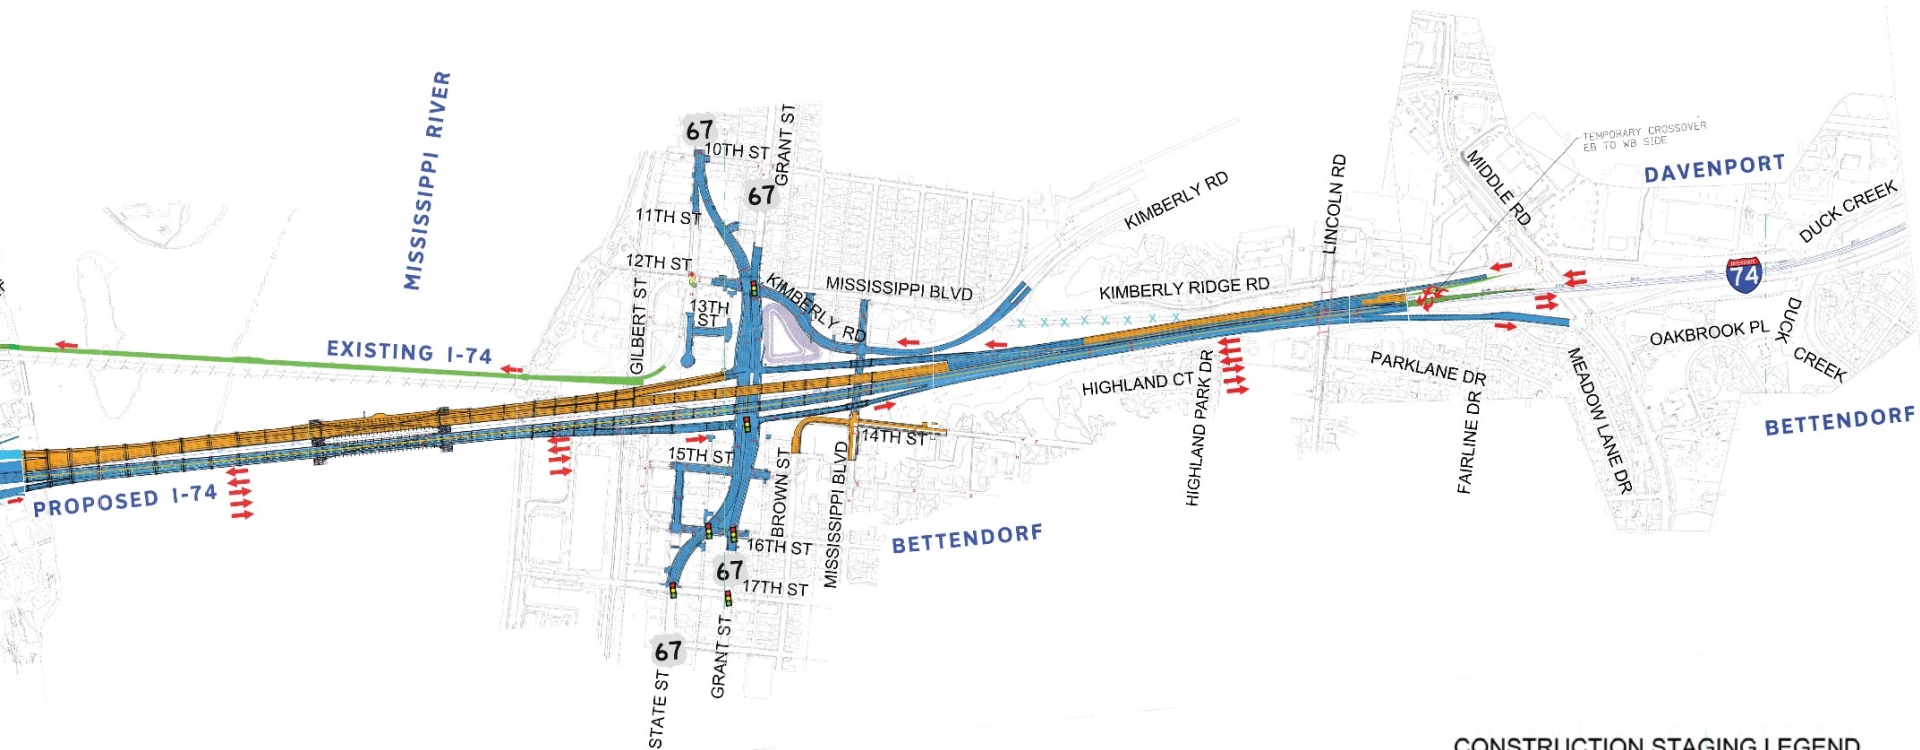 MISSISSIPPI RIVER
67
10TH ST
GRANT ST
67
11TH ST
12TH ST
GILBERT ST
13TH
ST
KIMBERLY RD
MISSISSIPPI BLVD
KIMBERLY RD
KIMBERLY RIDGE RD
LINCOLN RD
MIDDLE RD
TEMPORARY CROSSOVER
EB TO WB SIDE
DAVENPORT
DUCK CREEK
INTERSTATE
74
EXISTING I-74
HIGHLAND CT
HIGHLAND PARK DR
PARKLANE DR
FAIRLINE DR
MEADOW LANE DR
OAKBROOK PL
DUCK
CREEK
BETTENDORF
PROPOSED I-74
14TH ST
15TH ST
BROWN ST
MISSISSIPPI BLVD
16TH ST
BETTENDORF
67
17TH ST
67
GRANT ST
STATE ST
CONSTRUCTION STAGING LEGEND